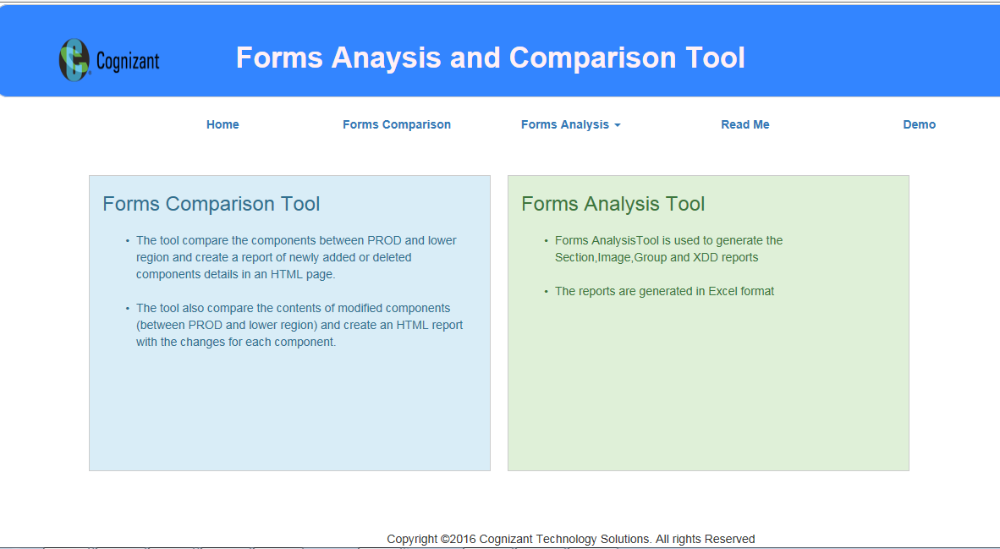 Cognizant
Forms Anaysis and Comparison Tool
Home
Forms Comparison
Forms Analysis
Read Me
Demo
Forms Comparison Tool
• The tool compare the components between PROD and lower
region and create a report of newly added or deleted
components details in an HTML page.
• The tool also compare the contents of modified components
(between PROD and lower region) and create an HTML report
with the changes for each component.
Forms Analysis Tool
• Forms AnalysisTool is used to generate the
Section,Image,Group and XDD reports
• The reports are generated in Excel format
Copyright ©2016 Cognizant Technology Solutions. All rights Reserved